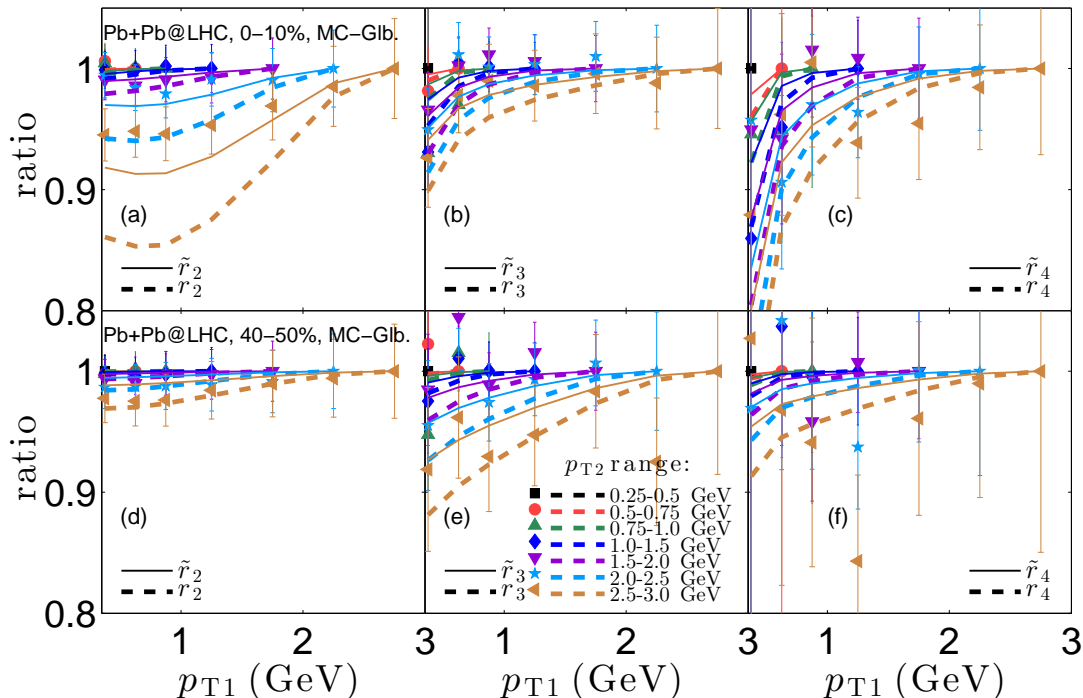 Pb+Pb@LHC, 0–10%, MC–Glb.
ratio
1
0.9
0.8
(a)
r̃₂
r₂
(b)
r̃₃
r₃
(c)
r̃₄
r₄
Pb+Pb@LHC, 40–50%, MC–Glb.
ratio
1
0.9
0.8
(d)
r̃₂
r₂
(e)
r̃₃
r₃
p_T2 range:
0.25-0.5 GeV
0.5-0.75 GeV
0.75-1.0 GeV
1.0-1.5 GeV
1.5-2.0 GeV
2.0-2.5 GeV
2.5-3.0 GeV
(f)
r̃₄
r₄
1 2 3 1 2 3 1 2 3
p_T1 (GeV) p_T1 (GeV) p_T1 (GeV)